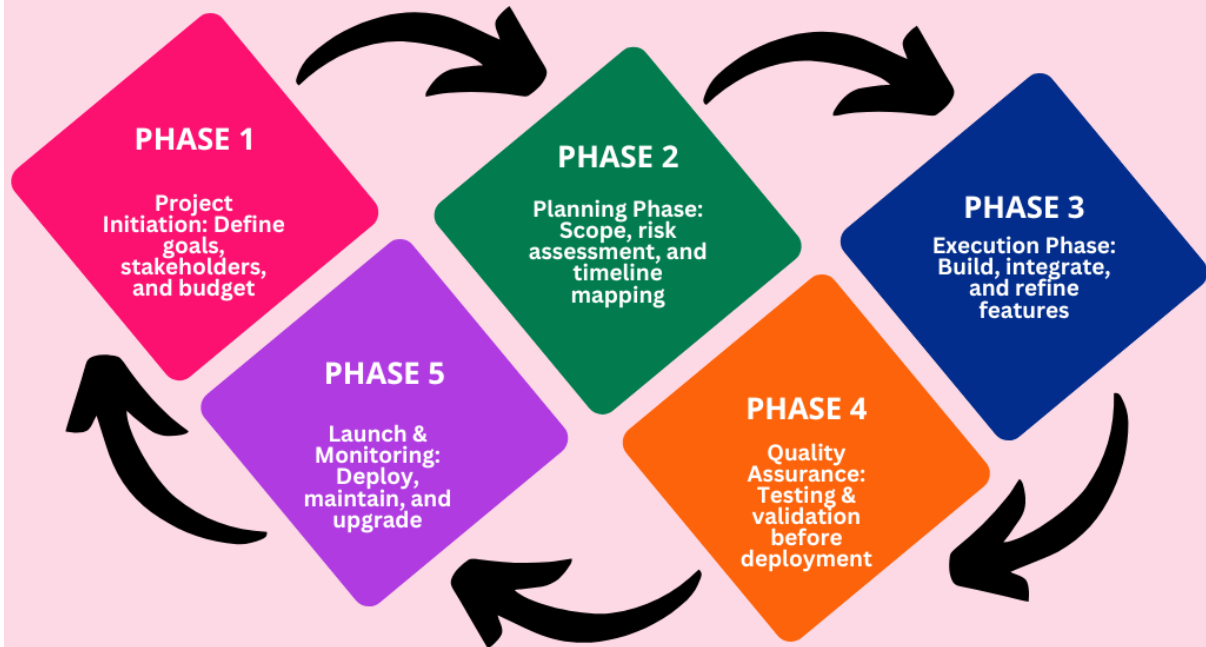 PHASE 1
Project
Initiation: Define
goals,
stakeholders,
and budget
PHASE 2
Planning Phase:
Scope, risk
assessment, and
timeline
mapping
PHASE 3
Execution Phase:
Build, integrate,
and refine
features
PHASE 4
Quality
Assurance:
Testing &
validation
before
deployment
PHASE 5
Launch &
Monitoring:
Deploy,
maintain, and
upgrade